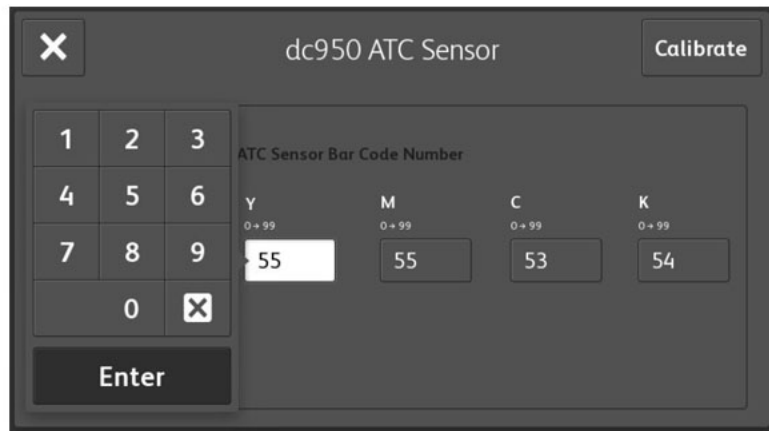 dc950 ATC Sensor
Calibrate
1 2 3
4 5 6
7 8 9
0
Enter
ATC Sensor Bar Code Number
Y M C K
0→99 0→99 0→99 0→99
55 55 53 54